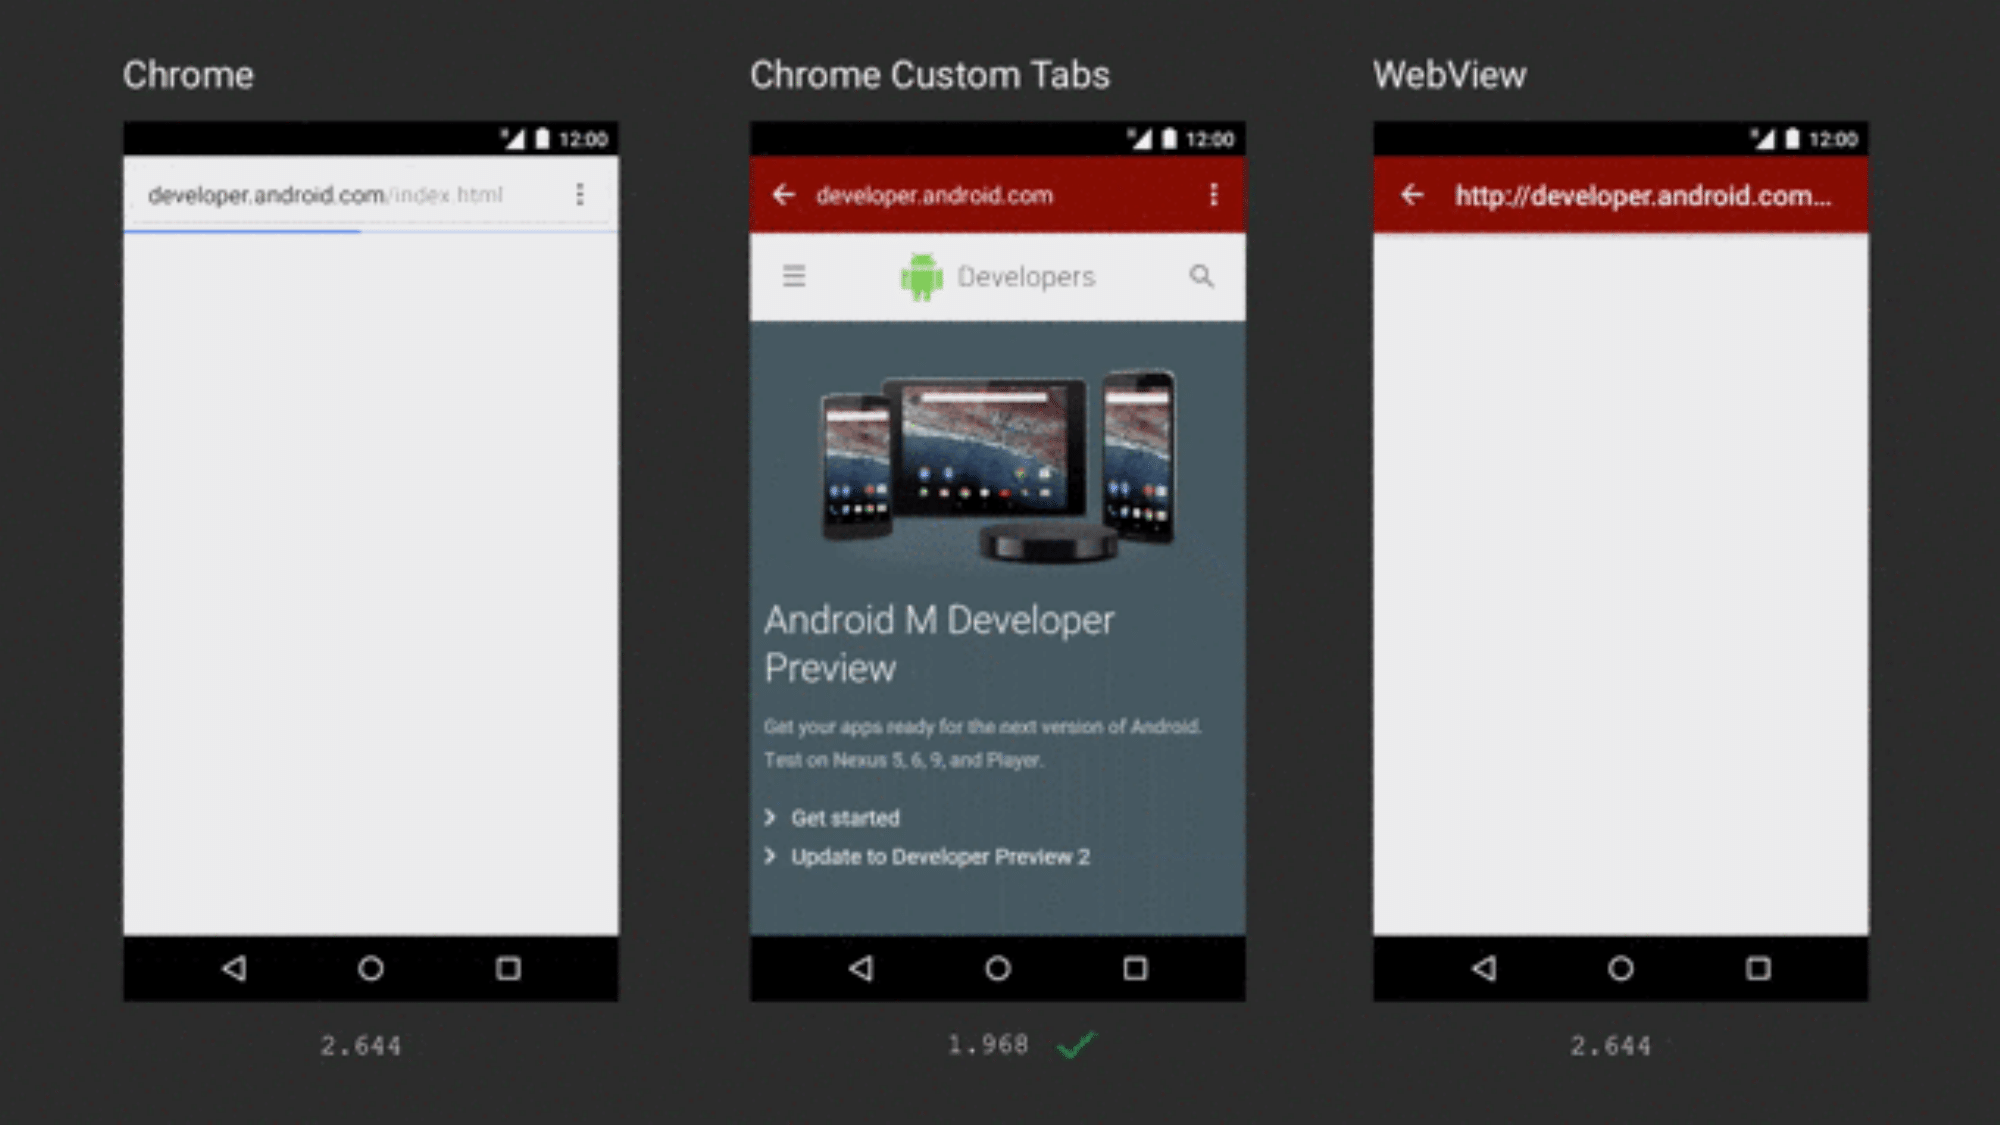 Chrome
12:00
developer.android.com/index.html
2.644
Chrome Custom Tabs
12:00
developer.android.com
Developers
Android M Developer
Preview
Get your apps ready for the next version of Android.
Test on Nexus 5, 6, 9, and Player.
Get started
Update to Developer Preview 2
1.968
WebView
12:00
http://developer.android.com...
2.644